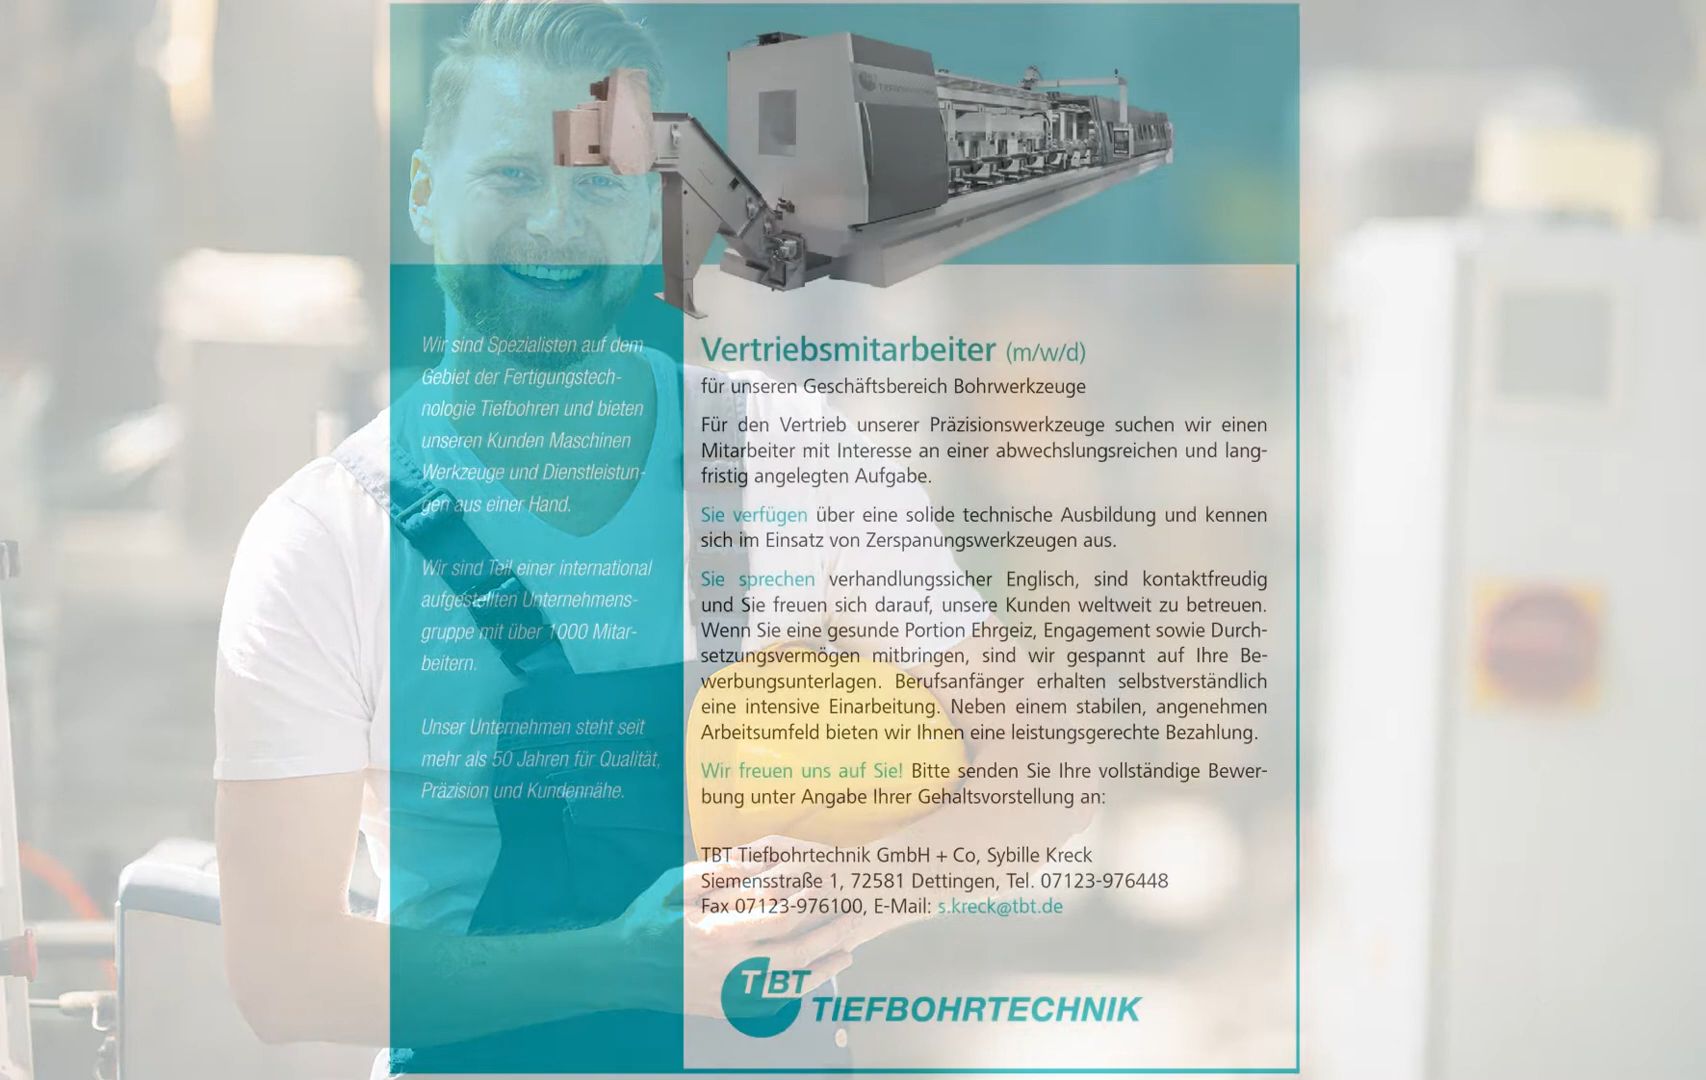 TBT TIEFBOHRTECHNIK
Wir sind Spezialisten auf dem
Gebiet der Fertigungstech-
nologie Tiefbohren und bieten
unseren Kunden Maschinen
Werkzeuge und Dienstleistun-
gen aus einer Hand.
Wir sind Teil einer international
aufgestellten Unternehmens-
gruppe mit über 1000 Mitar-
beitern.
Unser Unternehmen steht seit
mehr als 50 Jahren für Qualität,
Präzision und Kundennähe.
Vertriebsmitarbeiter (m/w/d)
für unseren Geschäftsbereich Bohrwerkzeuge
Für den Vertrieb unserer Präzisionswerkzeuge suchen wir einen
Mitarbeiter mit Interesse an einer abwechslungsreichen und lang-
fristig angelegten Aufgabe.
Sie verfügen über eine solide technische Ausbildung und kennen
sich im Einsatz von Zerspanungswerkzeugen aus.
Sie sprechen verhandlungssicher Englisch, sind kontaktfreudig
und Sie freuen sich darauf, unsere Kunden weltweit zu betreuen.
Wenn Sie eine gesunde Portion Ehrgeiz, Engagement sowie Durch-
setzungsvermögen mitbringen, sind wir gespannt auf Ihre Be-
werbungsunterlagen. Berufsanfänger erhalten selbstverständlich
eine intensive Einarbeitung. Neben einem stabilen, angenehmen
Arbeitsumfeld bieten wir Ihnen eine leistungsgerechte Bezahlung.
Wir freuen uns auf Sie! Bitte senden Sie Ihre vollständige Bewer-
bung unter Angabe Ihrer Gehaltsvorstellung an:
TBT Tiefbohrtechnik GmbH + Co, Sybille Kreck
Siemensstraße 1, 72581 Dettingen, Tel. 07123-976448
Fax 07123-976100, E-Mail: s.kreck@tbt.de
TBT
TIEFBOHRTECHNIK